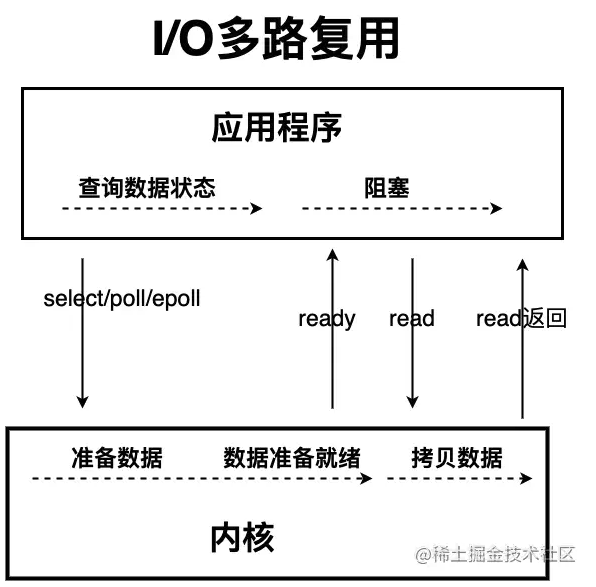 I/O多路复用
应用程序
查询数据状态
阻塞
select/poll/epoll
ready
read
read返回
准备数据
数据准备就绪
拷贝数据
内核
@稀土掘金技术社区